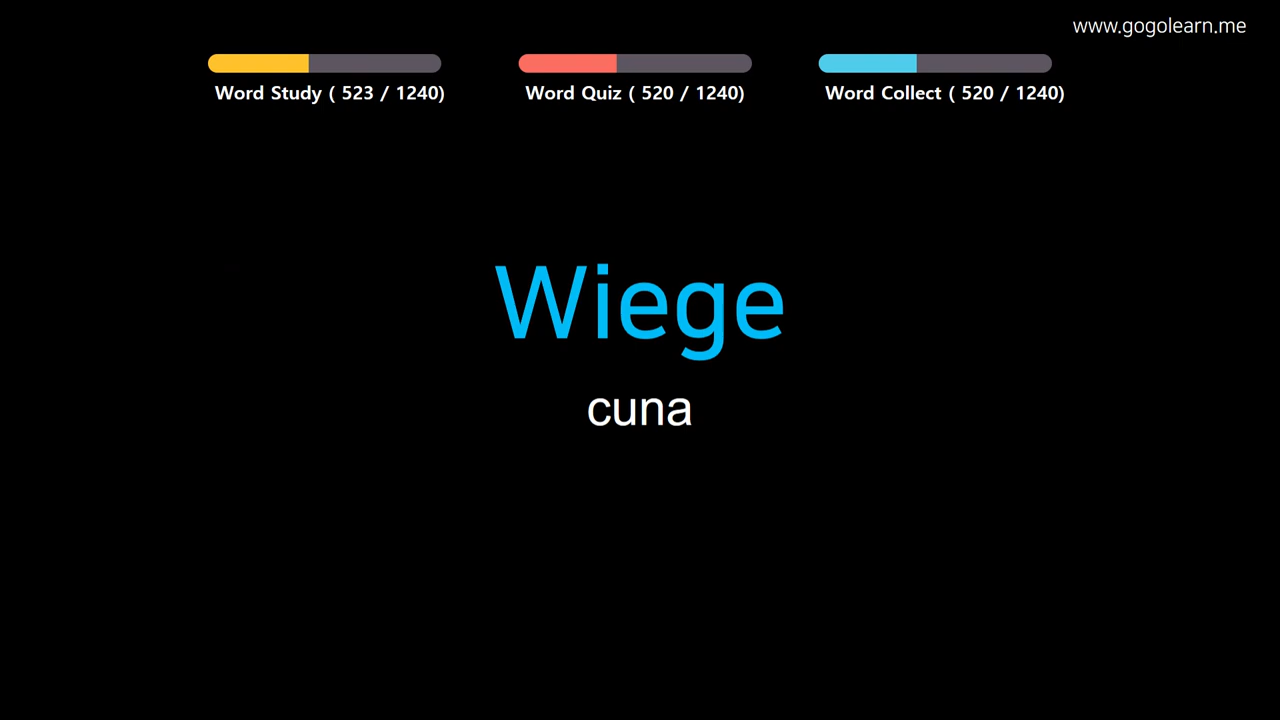 www.gogolearn.me
Word Study ( 523 / 1240)
Word Quiz ( 520 / 1240)
Word Collect ( 520 / 1240)
Wiege
cuna